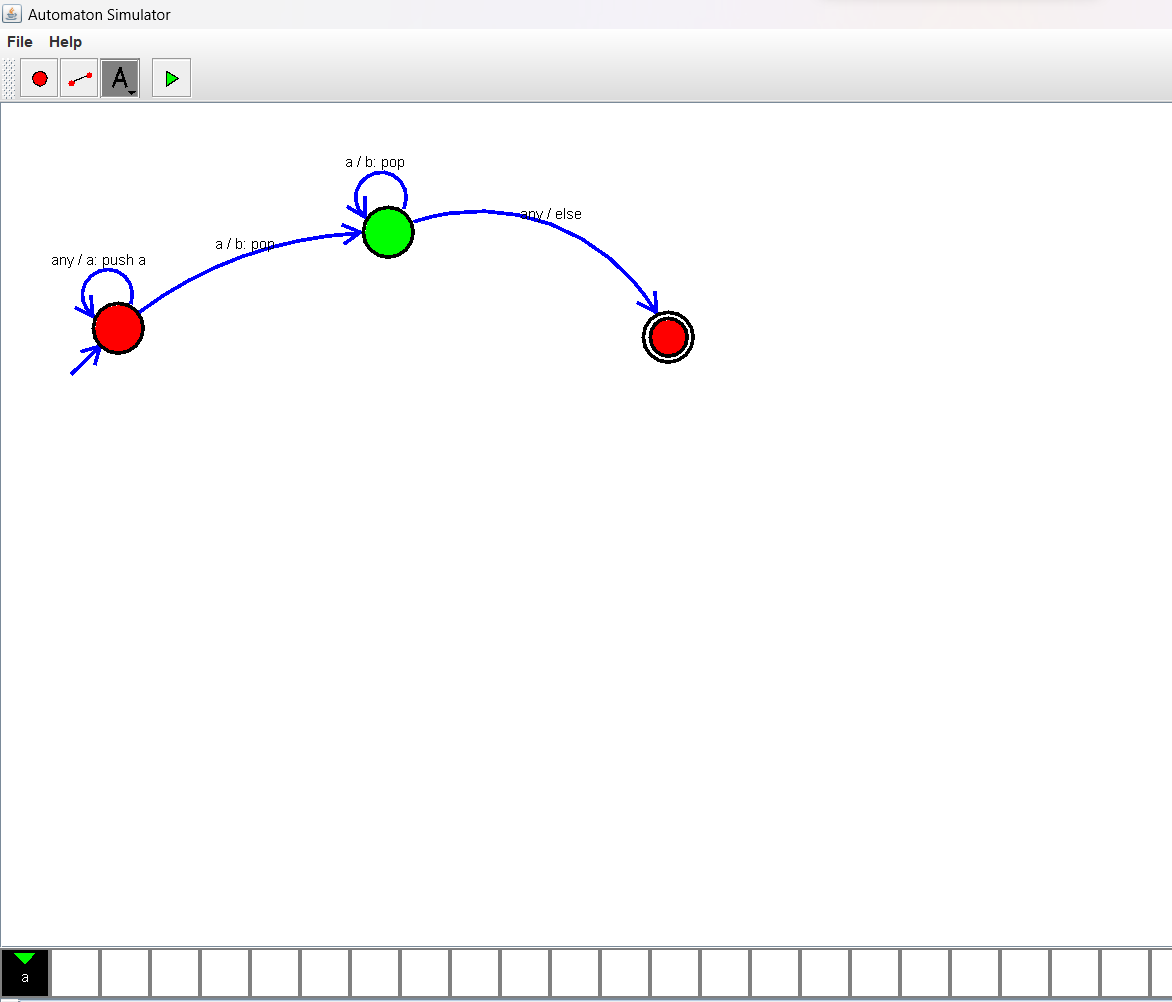 Automaton Simulator
File Help
A
a / b: pop
any / else
a / b: pop
any / a: push a
a